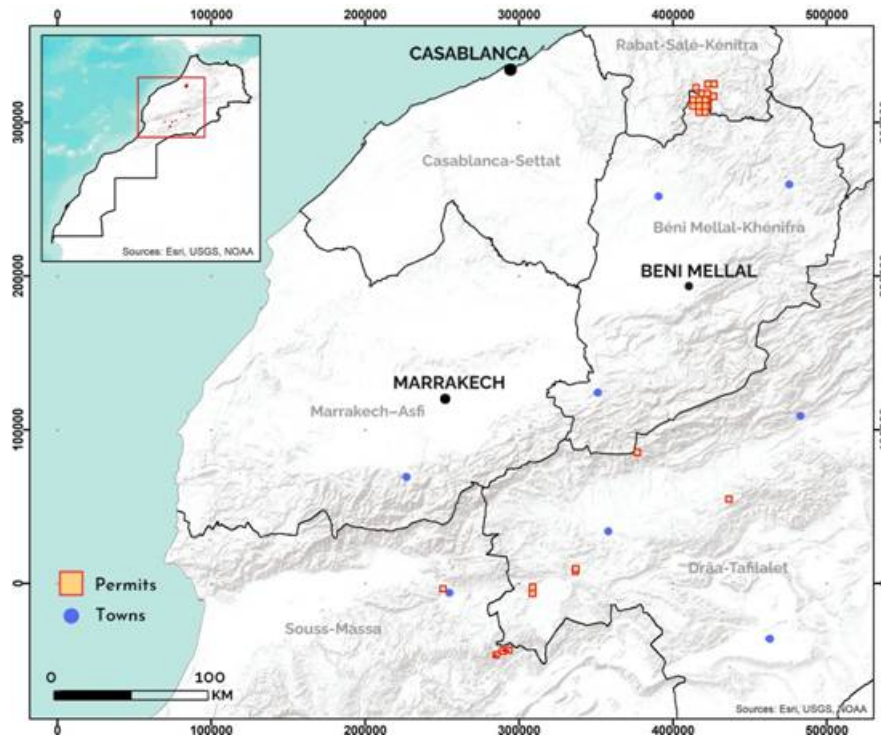 0 100000 200000 300000 400000 500000
Rabat-Salé-Kénitra
CASABLANCA
300000
Casablanca-Settat
Béni Mellal-Khénifra
Sources: Esri, USGS, NOAA
BENI MELLAL
200000
MARRAKECH
Marrakech–Asfi
100000
Permits
Drâa-Tafilalet
0
Towns
Souss-Massa
0 100
KM
Sources: Esri, USGS, NOAA
0 100000 200000 300000 400000 500000